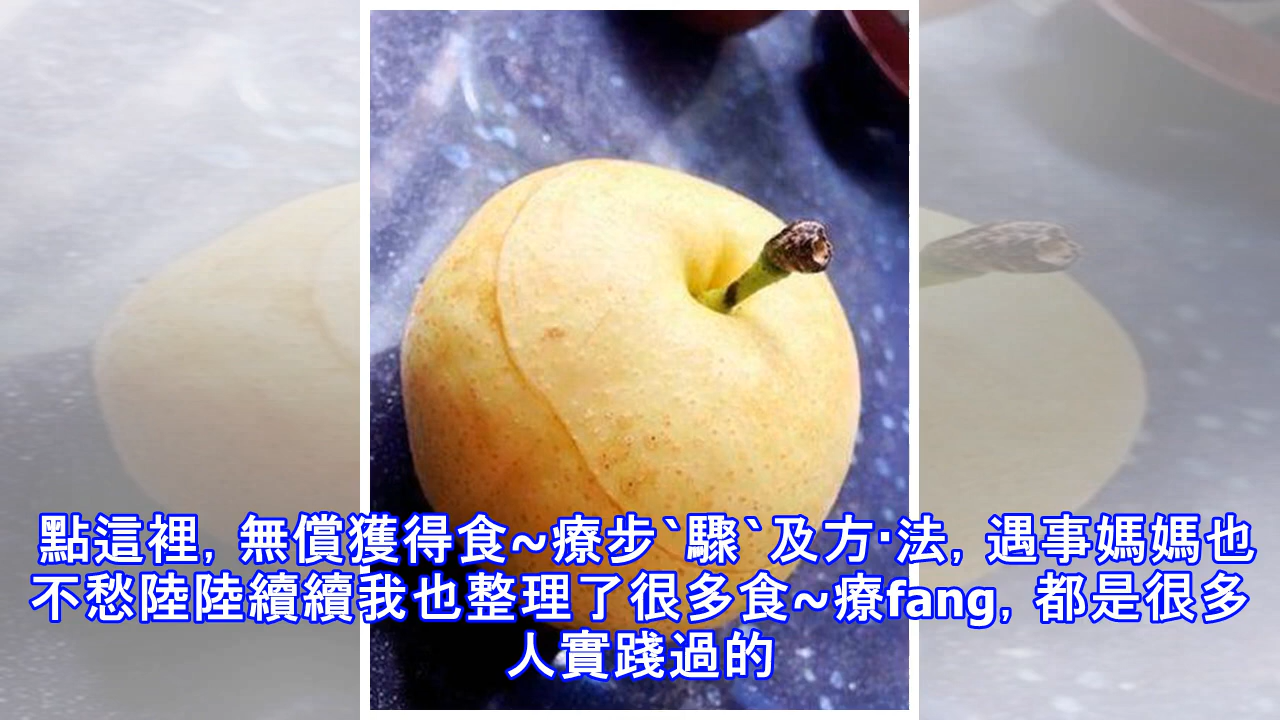 點這裡, 無償獲得食~療步`驟`及方·法, 遇事媽媽也
不愁陸陸續續我也整理了很多食~療fang, 都是很多
人實踐過的